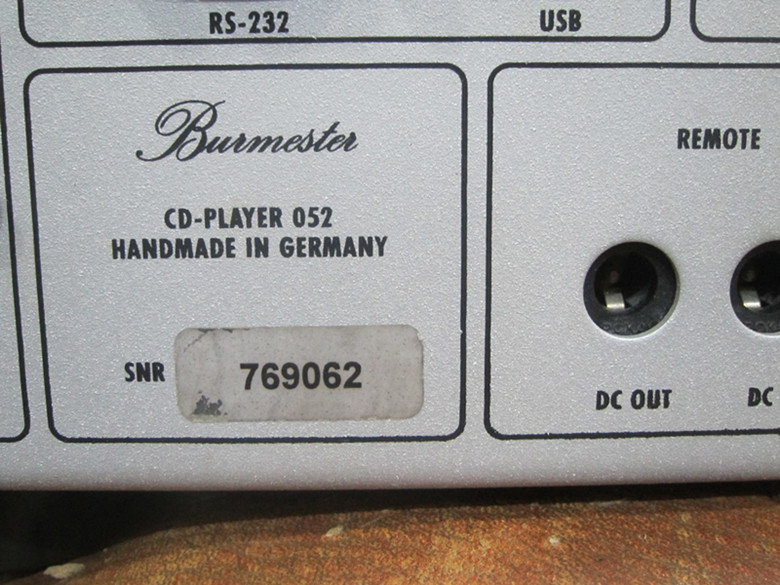 RS-232 USB
Burmester
CD-PLAYER 052
HANDMADE IN GERMANY
SNR 769062
REMOTE
DC OUT DC